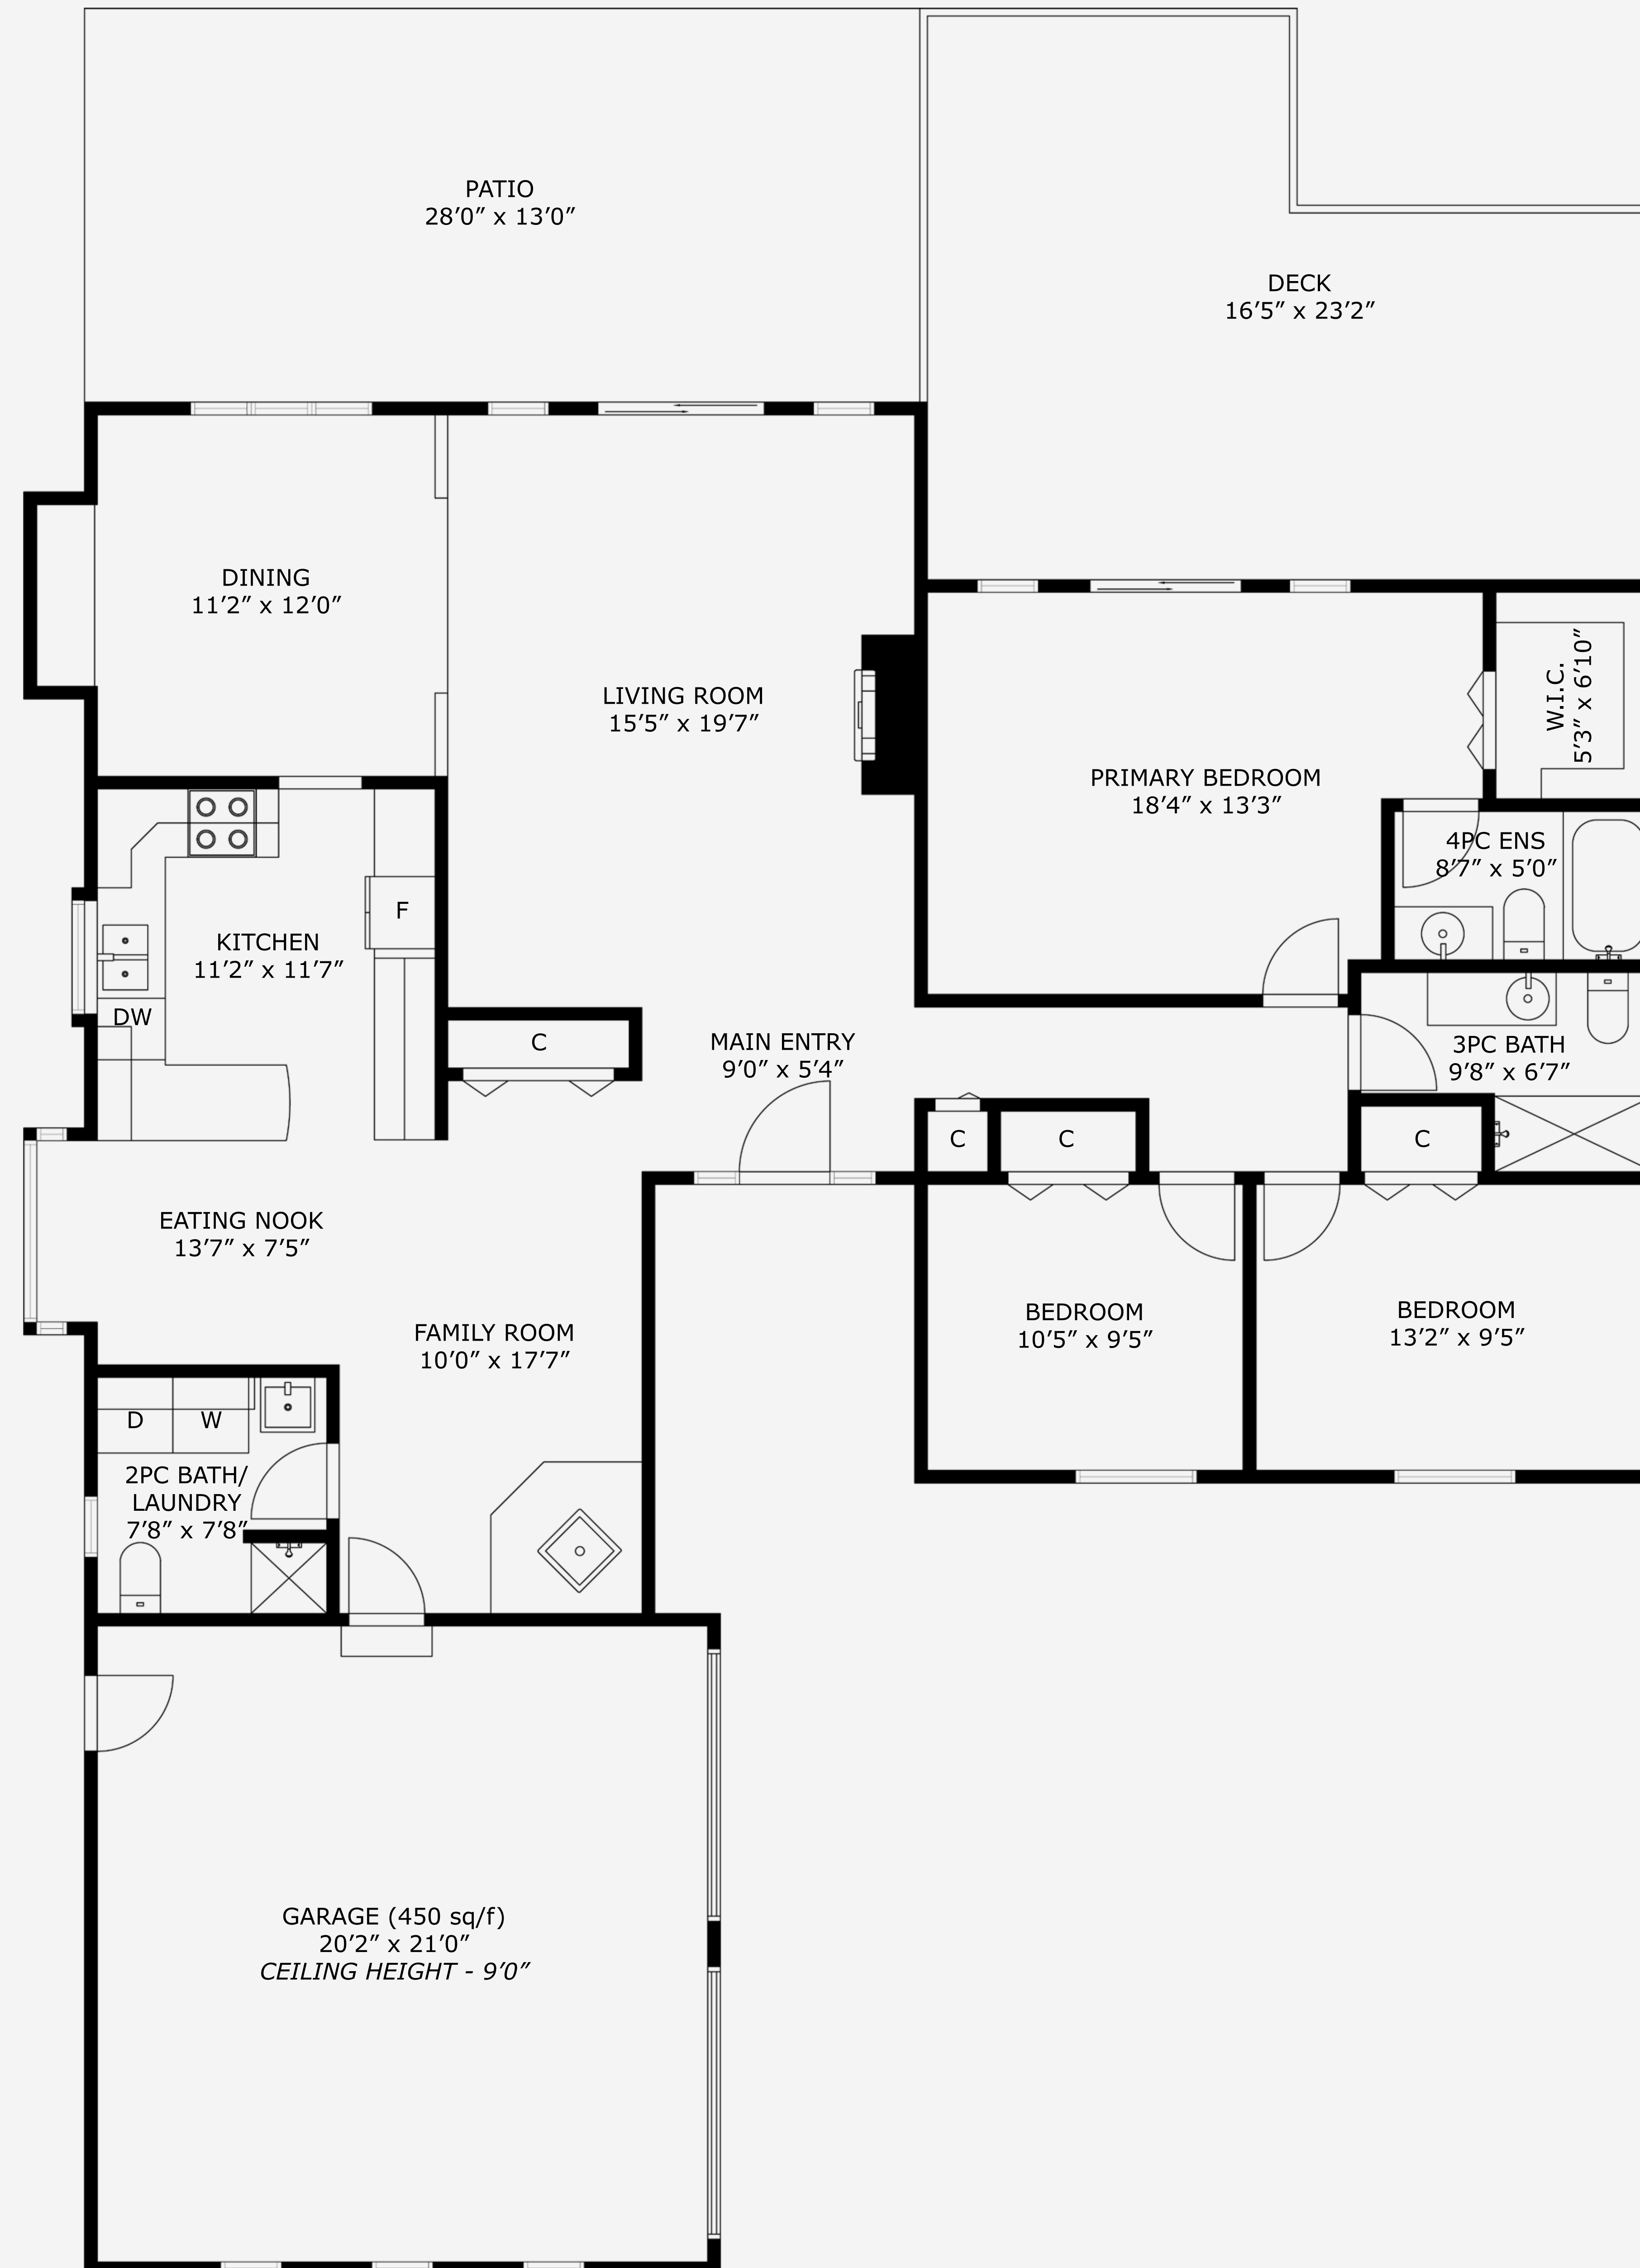 PATIO
28′0″ x 13′0″
DECK
16′5″ x 23′2″
DINING
11′2″ x 12′0″
LIVING ROOM
15′5″ x 19′7″
W.I.C.
5′3″ x 6′10″
PRIMARY BEDROOM
18′4″ x 13′3″
4PC ENS
8′7″ x 5′0″
F
KITCHEN
11′2″ x 11′7″
DW
C
MAIN ENTRY
9′0″ x 5′4″
3PC BATH
9′8″ x 6′7″
C
C
C
EATING NOOK
13′7″ x 7′5″
FAMILY ROOM
10′0″ x 17′7″
BEDROOM
10′5″ x 9′5″
BEDROOM
13′2″ x 9′5″
D
W
2PC BATH/
LAUNDRY
7′8″ x 7′8″
GARAGE (450 sq/f)
20′2″ x 21′0″
CEILING HEIGHT - 9′0″